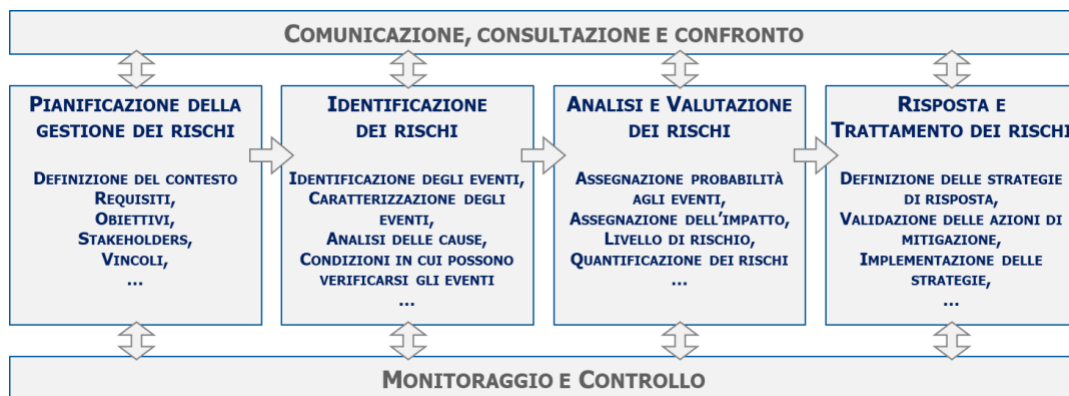 COMUNICAZIONE, CONSULTAZIONE E CONFRONTO
PIANIFICAZIONE DELLA
GESTIONE DEI RISCHI
DEFINIZIONE DEL CONTESTO
REQUISITI,
OBIETTIVI,
STAKEHOLDERS,
VINCOLI,
...
IDENTIFICAZIONE
DEI RISCHI
IDENTIFICAZIONE DEGLI EVENTI,
CARATTERIZZAZIONE DEGLI
EVENTI,
ANALISI DELLE CAUSE,
CONDIZIONI IN CUI POSSONO
VERIFICARSI GLI EVENTI
...
ANALISI E VALUTAZIONE
DEI RISCHI
ASSEGNAZIONE PROBABILITÀ
AGLI EVENTI,
ASSEGNAZIONE DELL'IMPATTO,
LIVELLO DI RISCHIO,
QUANTIFICAZIONE DEI RISCHI
...
RISPOSTA E
TRATTAMENTO DEI RISCHI
DEFINIZIONE DELLE STRATEGIE
DI RISPOSTA,
VALIDAZIONE DELLE AZIONI DI
MITIGAZIONE,
IMPLEMENTAZIONE DELLE
STRATEGIE,
...
MONITORAGGIO E CONTROLLO